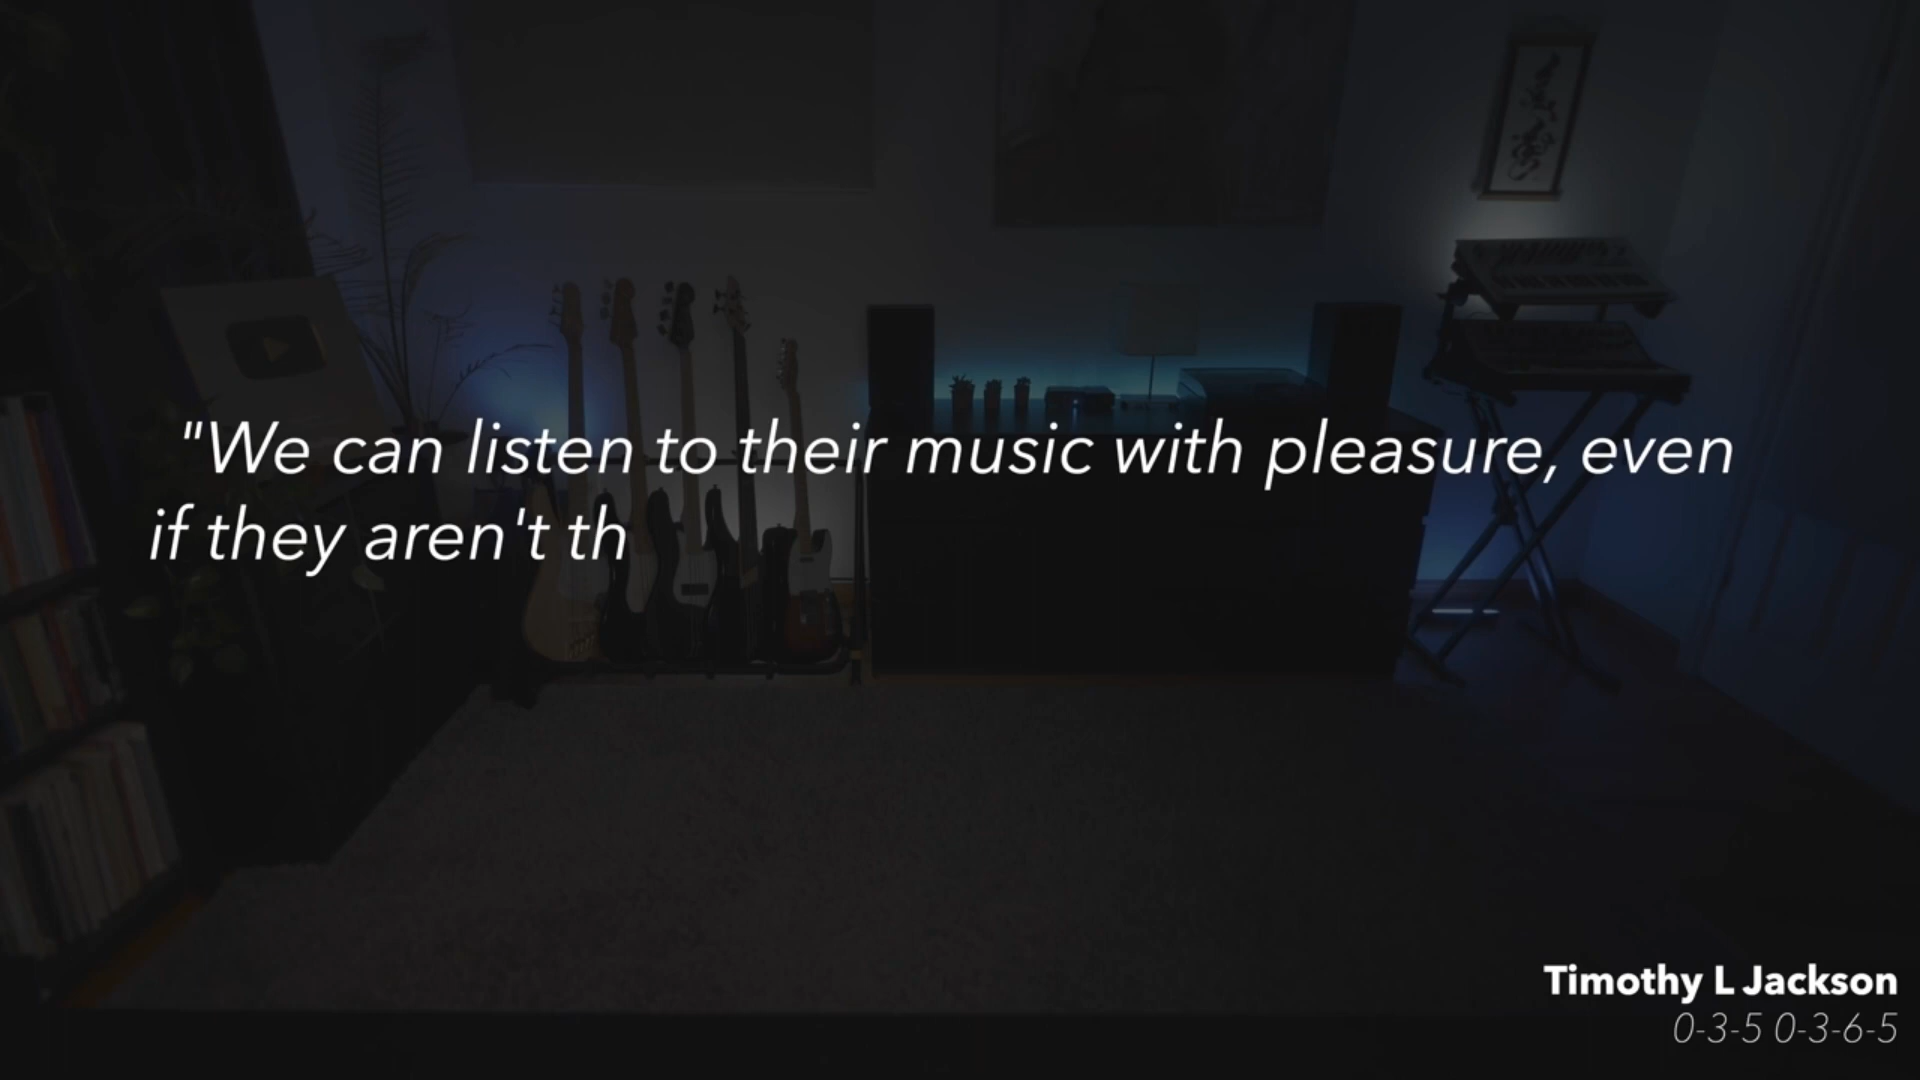 "We can listen to their music with pleasure, even
if they aren't th
Timothy L Jackson
0-3-5 0-3-6-5